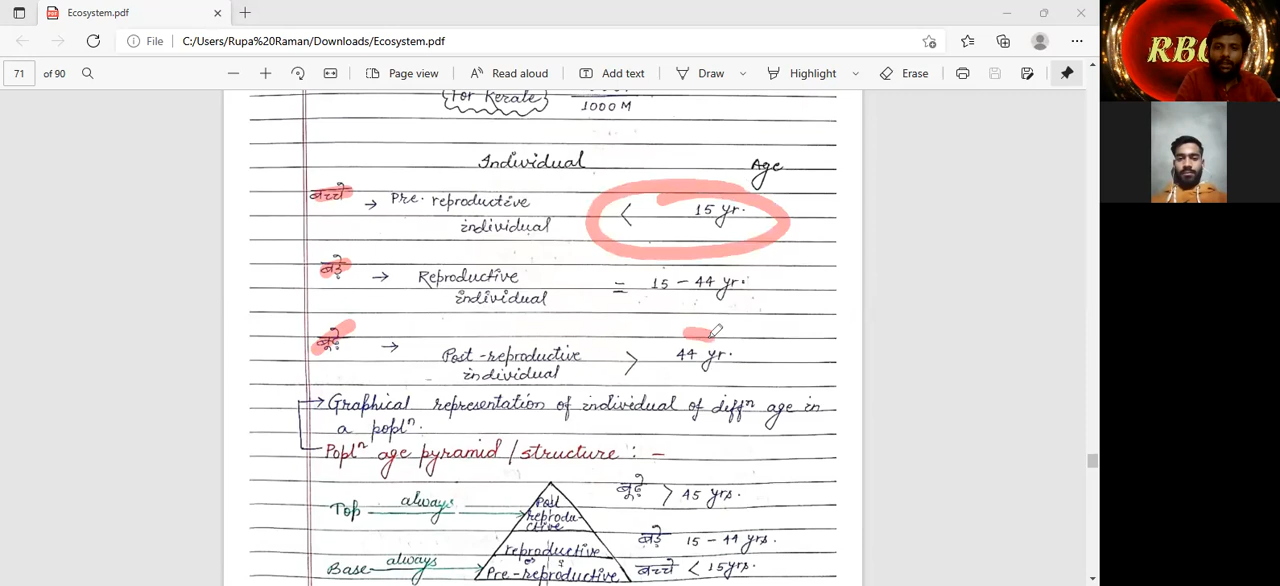 Ecosystem.pdf
File C:/Users/Rupa%20Raman/Downloads/Ecosystem.pdf
71 of 90 Page view Read aloud Add text Draw Highlight Erase
RBC
(For Kerala) 1000 M
Individual Age
बच्चे → Pre-reproductive < 15 yr.
individual
बड़े → Reproductive = 15 - 44 yr.
individual
बूढ़े → Post-reproductive > 44 yr.
individual
→ Graphical representation of individual of diffⁿ age in
a poplⁿ.
Poplⁿ age pyramid / structure : -
Top always Post reproductive बूढ़े > 45 yrs.
reproductive बड़े 15 - 44 yrs.
Base always Pre-reproductive बच्चे < 15 yrs.